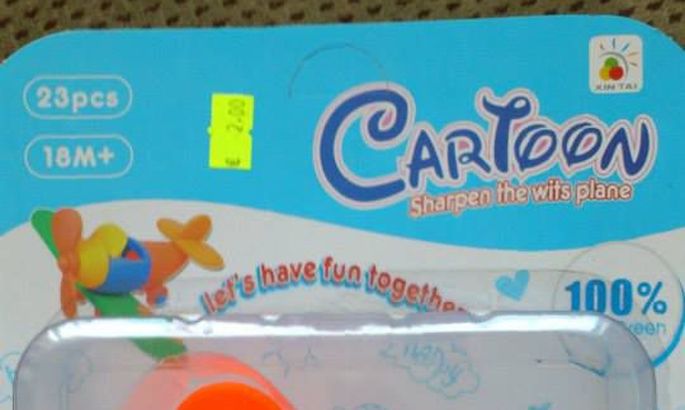 23pcs
18M+
€ 2.00
XIN TAI
CARTOON
Sharpen the wits plane
let's have fun together
100%